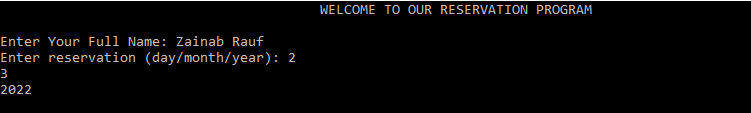 WELCOME TO OUR RESERVATION PROGRAM
Enter Your Full Name: Zainab Rauf
Enter reservation (day/month/year): 2
3
2022